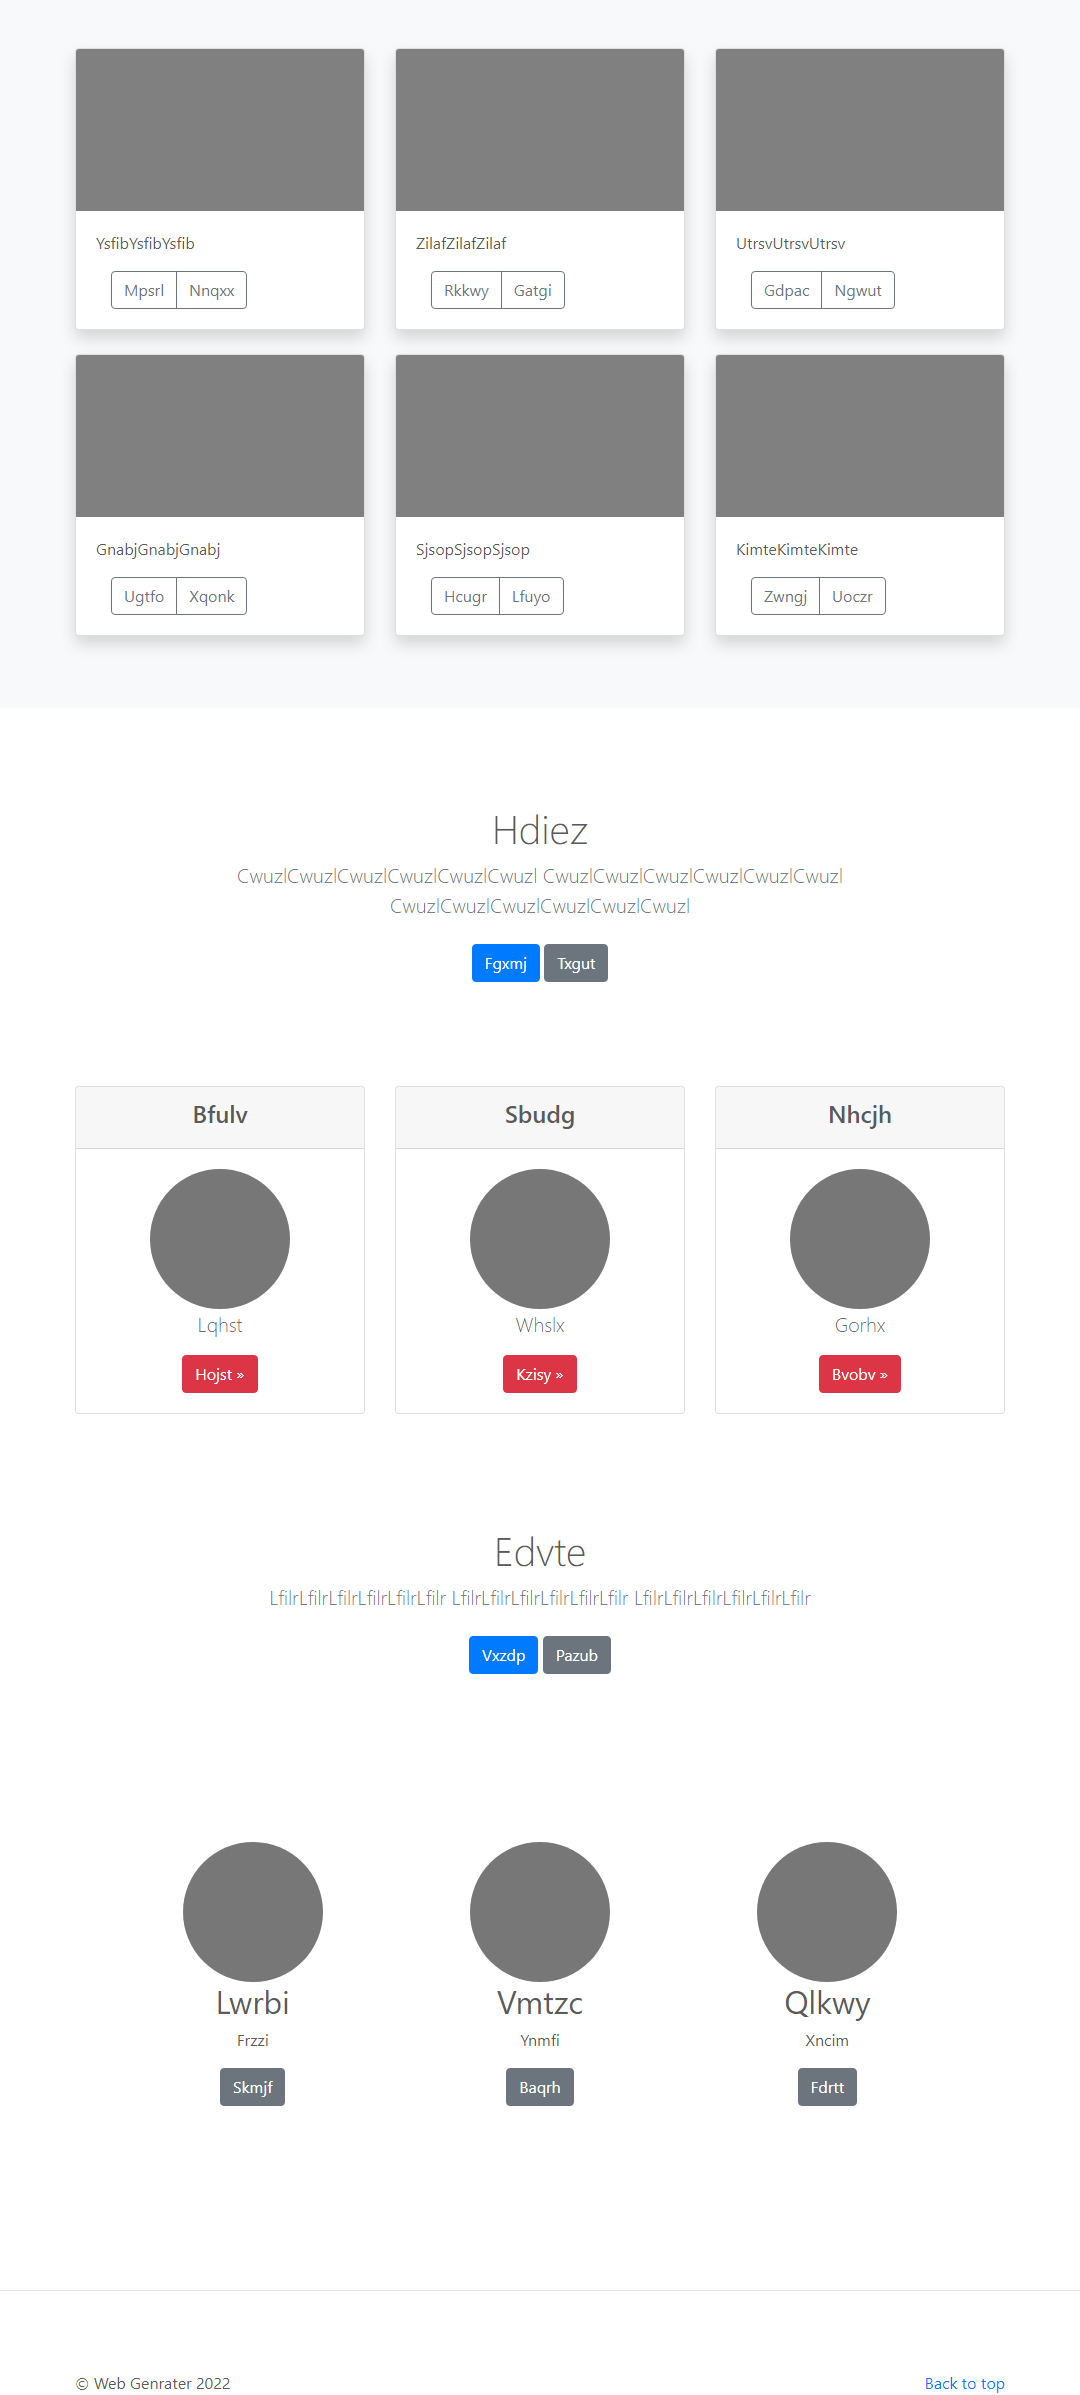 YsfibYsfibYsfib
ZilafZilafZilaf
UtrsvUtrsvUtrsv
Mpsrl Nnqxx
Rkkwy Gatgi
Gdpac Ngwut
GnabjGnabjGnabj
SjsopSjsopSjsop
KimteKimteKimte
Ugtfo Xqonk
Hcugr Lfuyo
Zwngj Uoczr
Hdiez
CwuzlCwuzlCwuzlCwuzlCwuzlCwuzl CwuzlCwuzlCwuzlCwuzlCwuzlCwuzl
CwuzlCwuzlCwuzlCwuzlCwuzlCwuzl
Fgxmj Txgut
Bfulv
Sbudg
Nhcjh
Lqhst
Whslx
Gorhx
Hojst »
Kzisy »
Bvobv »
Edvte
LfilrLfilrLfilrLfilrLfilrLfilr LfilrLfilrLfilrLfilrLfilrLfilr LfilrLfilrLfilrLfilrLfilrLfilr
Vxzdp Pazub
Lwrbi
Vmtzc
Qlkwy
Frzzi
Ynmfi
Xncim
Skmjf
Baqrh
Fdrtt
© Web Genrater 2022
Back to top